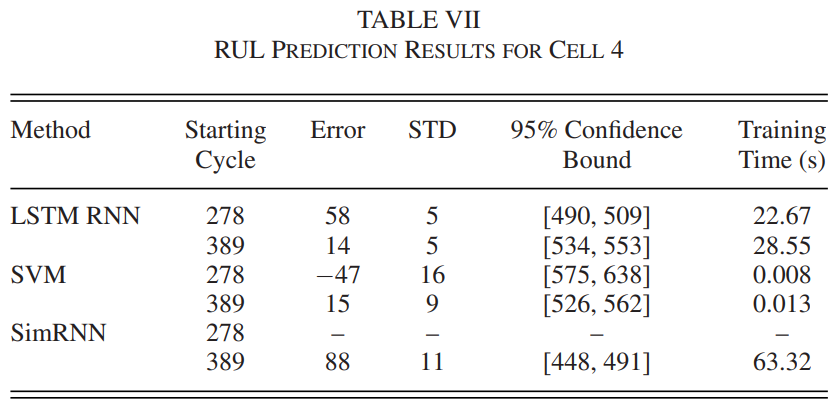 TABLE VII
RUL PREDICTION RESULTS FOR CELL 4
Method Starting Cycle Error STD 95% Confidence Bound Training Time (s)
LSTM RNN 278 58 5 [490, 509] 22.67
389 14 5 [534, 553] 28.55
SVM 278 −47 16 [575, 638] 0.008
389 15 9 [526, 562] 0.013
SimRNN 278 – – – –
389 88 11 [448, 491] 63.32